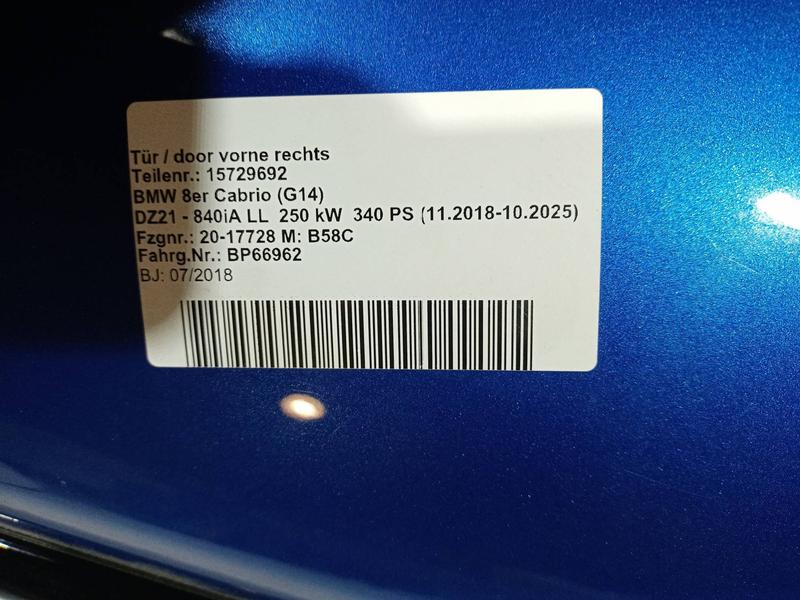 Tür / door vorne rechts
Teilenr.: 15729692
BMW 8er Cabrio (G14)
DZ21 - 840iA LL 250 kW 340 PS (11.2018-10.2025)
Fzgnr.: 20-17728 M: B58C
Fahrg.Nr.: BP66962
BJ: 07/2018